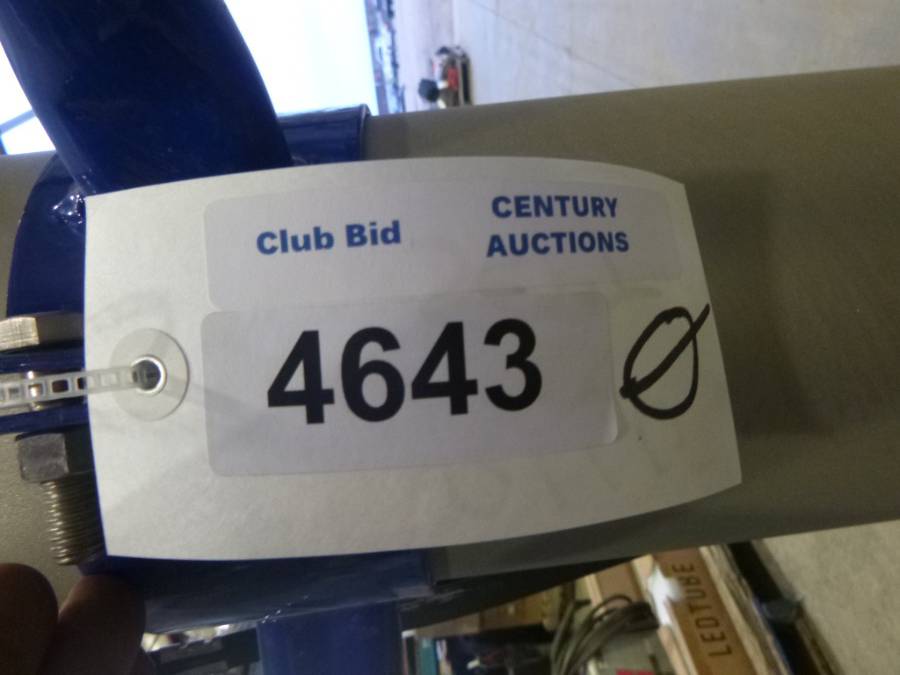 Club Bid
CENTURY
AUCTIONS
4643 Ø
LEDTUBE